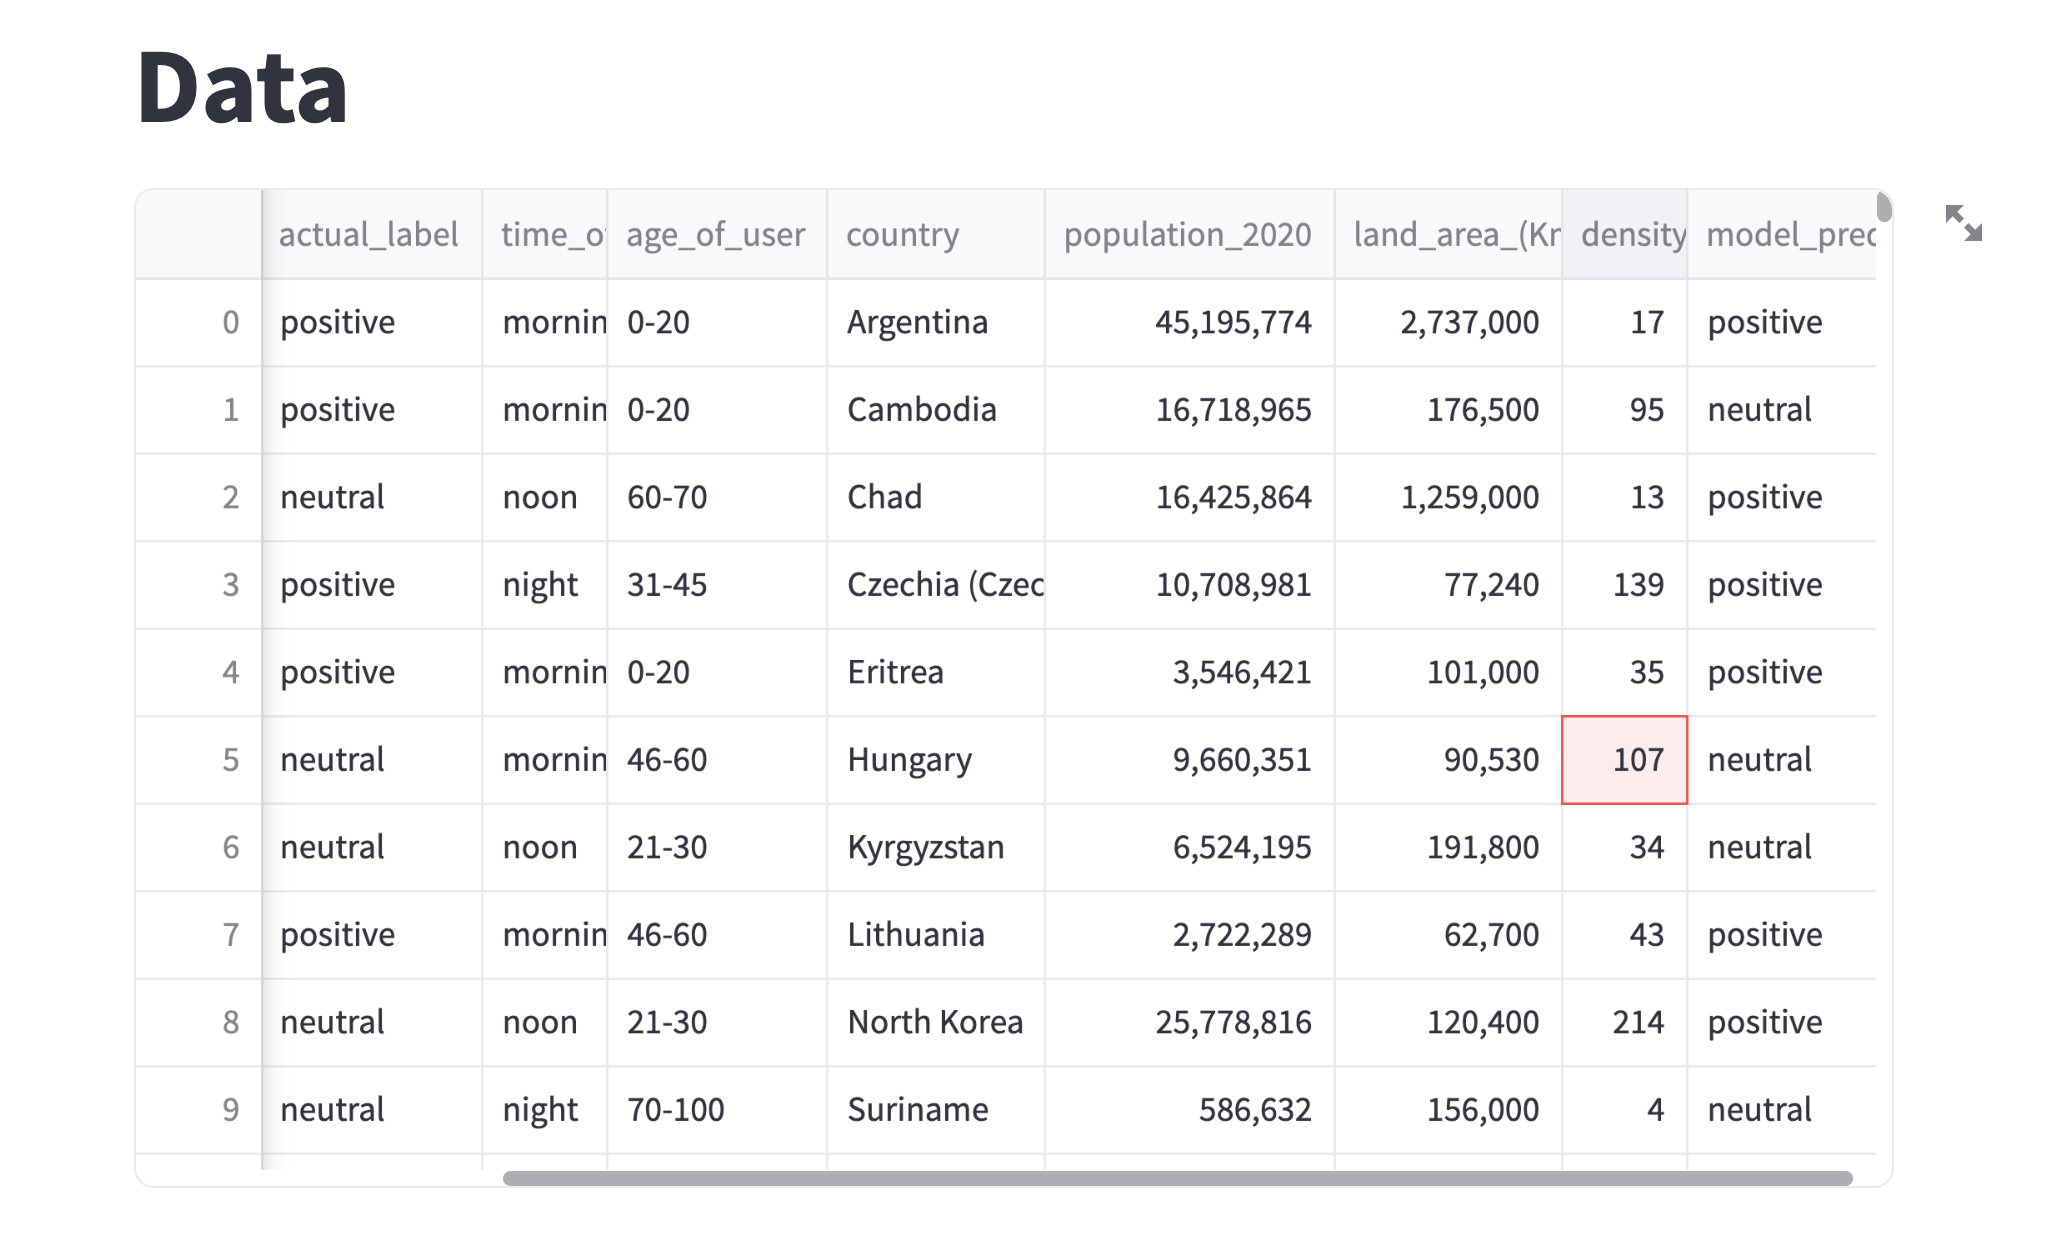 Data
actual_label time_of age_of_user country population_2020 land_area_(Kr density model_pred
0 positive mornin 0-20 Argentina 45,195,774 2,737,000 17 positive
1 positive mornin 0-20 Cambodia 16,718,965 176,500 95 neutral
2 neutral noon 60-70 Chad 16,425,864 1,259,000 13 positive
3 positive night 31-45 Czechia (Czec 10,708,981 77,240 139 positive
4 positive mornin 0-20 Eritrea 3,546,421 101,000 35 positive
5 neutral mornin 46-60 Hungary 9,660,351 90,530 107 neutral
6 neutral noon 21-30 Kyrgyzstan 6,524,195 191,800 34 neutral
7 positive mornin 46-60 Lithuania 2,722,289 62,700 43 positive
8 neutral noon 21-30 North Korea 25,778,816 120,400 214 positive
9 neutral night 70-100 Suriname 586,632 156,000 4 neutral